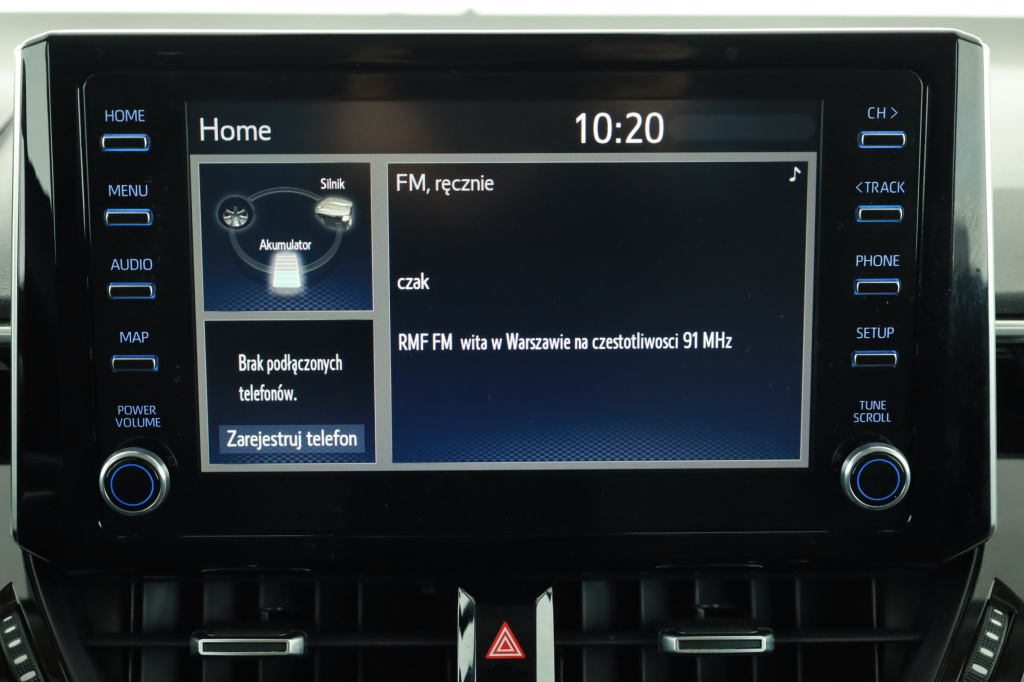 HOME
MENU
AUDIO
MAP
POWER
VOLUME
Home
10:20
Silnik
Akumulator
Brak podłączonych
telefonów.
Zarejestruj telefon
FM, ręcznie
czak
RMF FM wita w Warszawie na czestotliwosci 91 MHz
CH >
<TRACK
PHONE
SETUP
TUNE
SCROLL